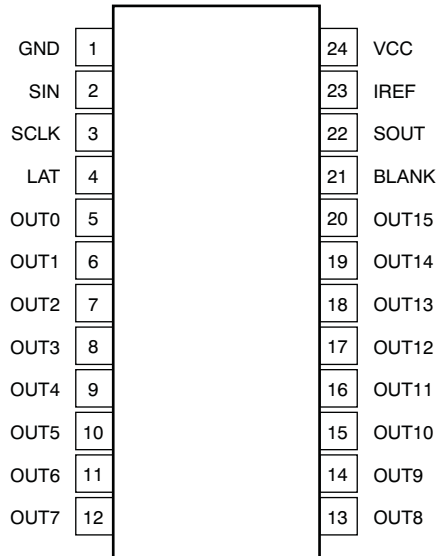 GND 1 24 VCC
SIN 2 23 IREF
SCLK 3 22 SOUT
LAT 4 21 BLANK
OUT0 5 20 OUT15
OUT1 6 19 OUT14
OUT2 7 18 OUT13
OUT3 8 17 OUT12
OUT4 9 16 OUT11
OUT5 10 15 OUT10
OUT6 11 14 OUT9
OUT7 12 13 OUT8